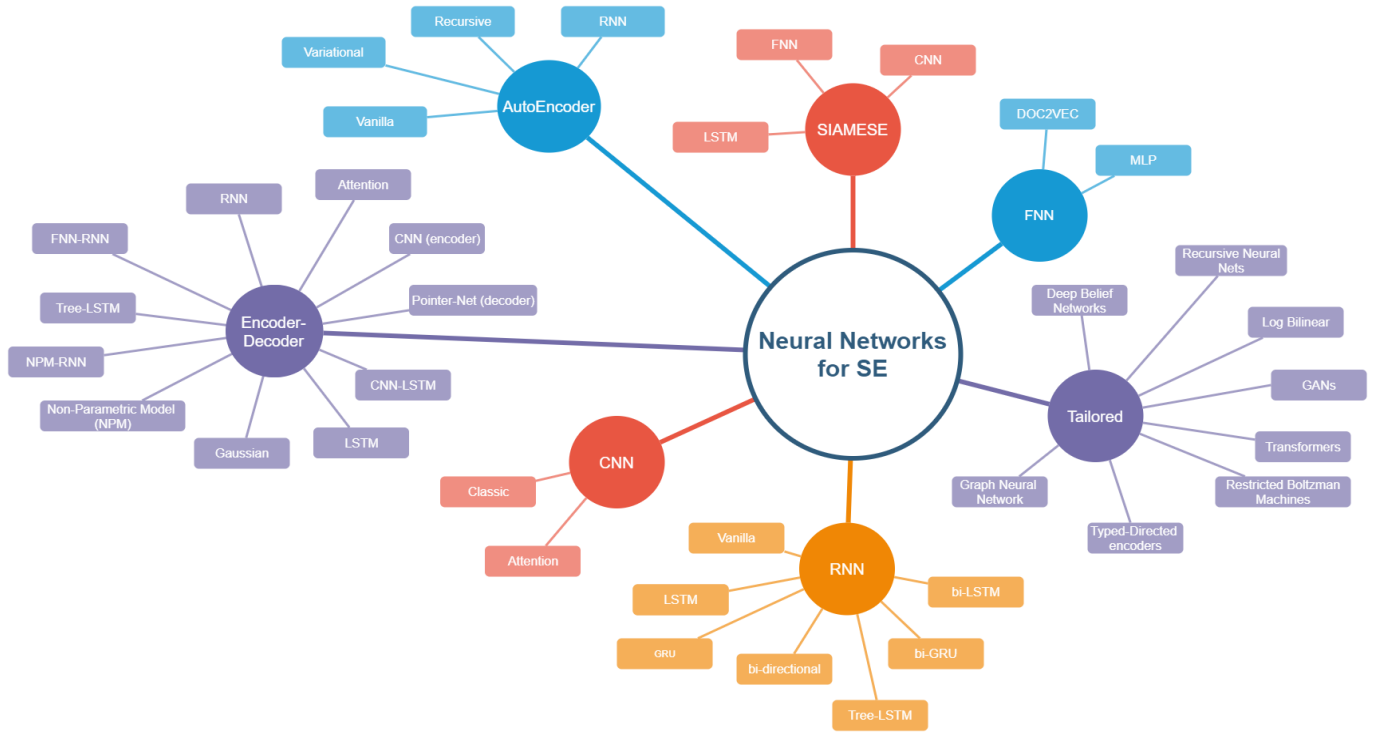 Recursive
RNN
Variational
Vanilla
AutoEncoder
FNN
CNN
LSTM
SIAMESE
DOC2VEC
MLP
FNN
RNN
Attention
FNN-RNN
CNN (encoder)
Tree-LSTM
Pointer-Net (decoder)
NPM-RNN
CNN-LSTM
Non-Parametric Model
(NPM)
Gaussian
LSTM
Encoder-
Decoder
Neural Networks
for SE
Recursive Neural
Nets
Deep Belief
Networks
Log Bilinear
GANs
Tailored
Transformers
Graph Neural
Network
Restricted Boltzman
Machines
Typed-Directed
encoders
CNN
Classic
Attention
Vanilla
RNN
LSTM
bi-LSTM
GRU
bi-GRU
bi-directional
Tree-LSTM